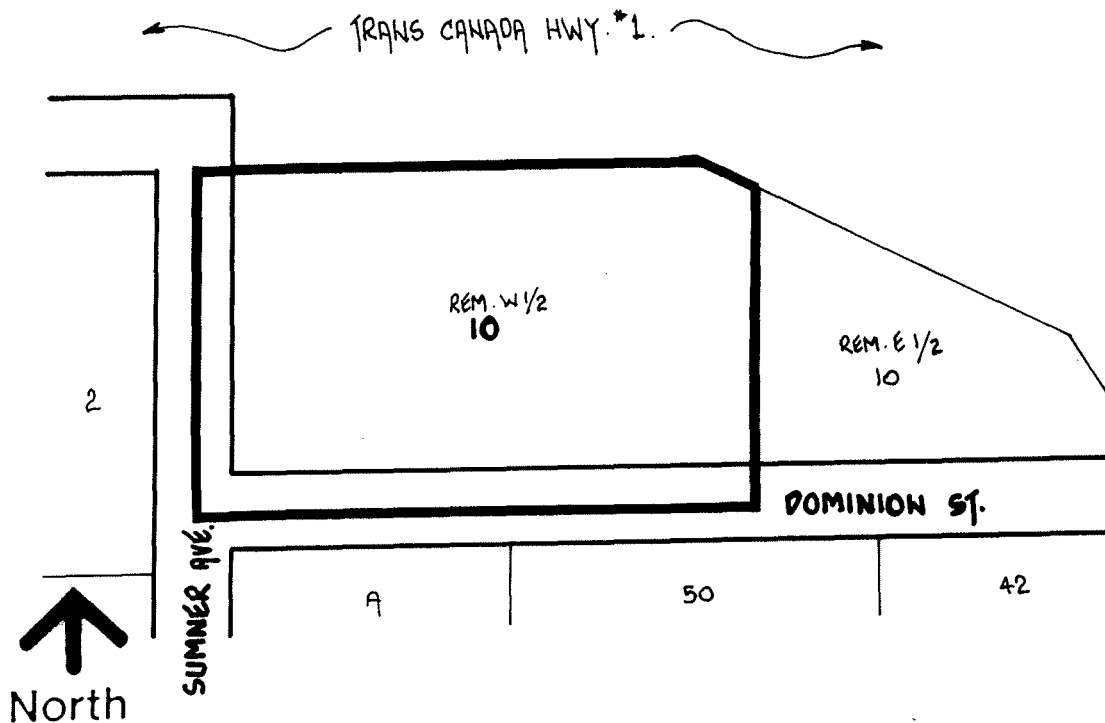 TRANS CANADA HWY. #1.
REM. W 1/2
10
REM. E 1/2
10
2
DOMINION ST.
SUMNER AVE.
A
50
42
North